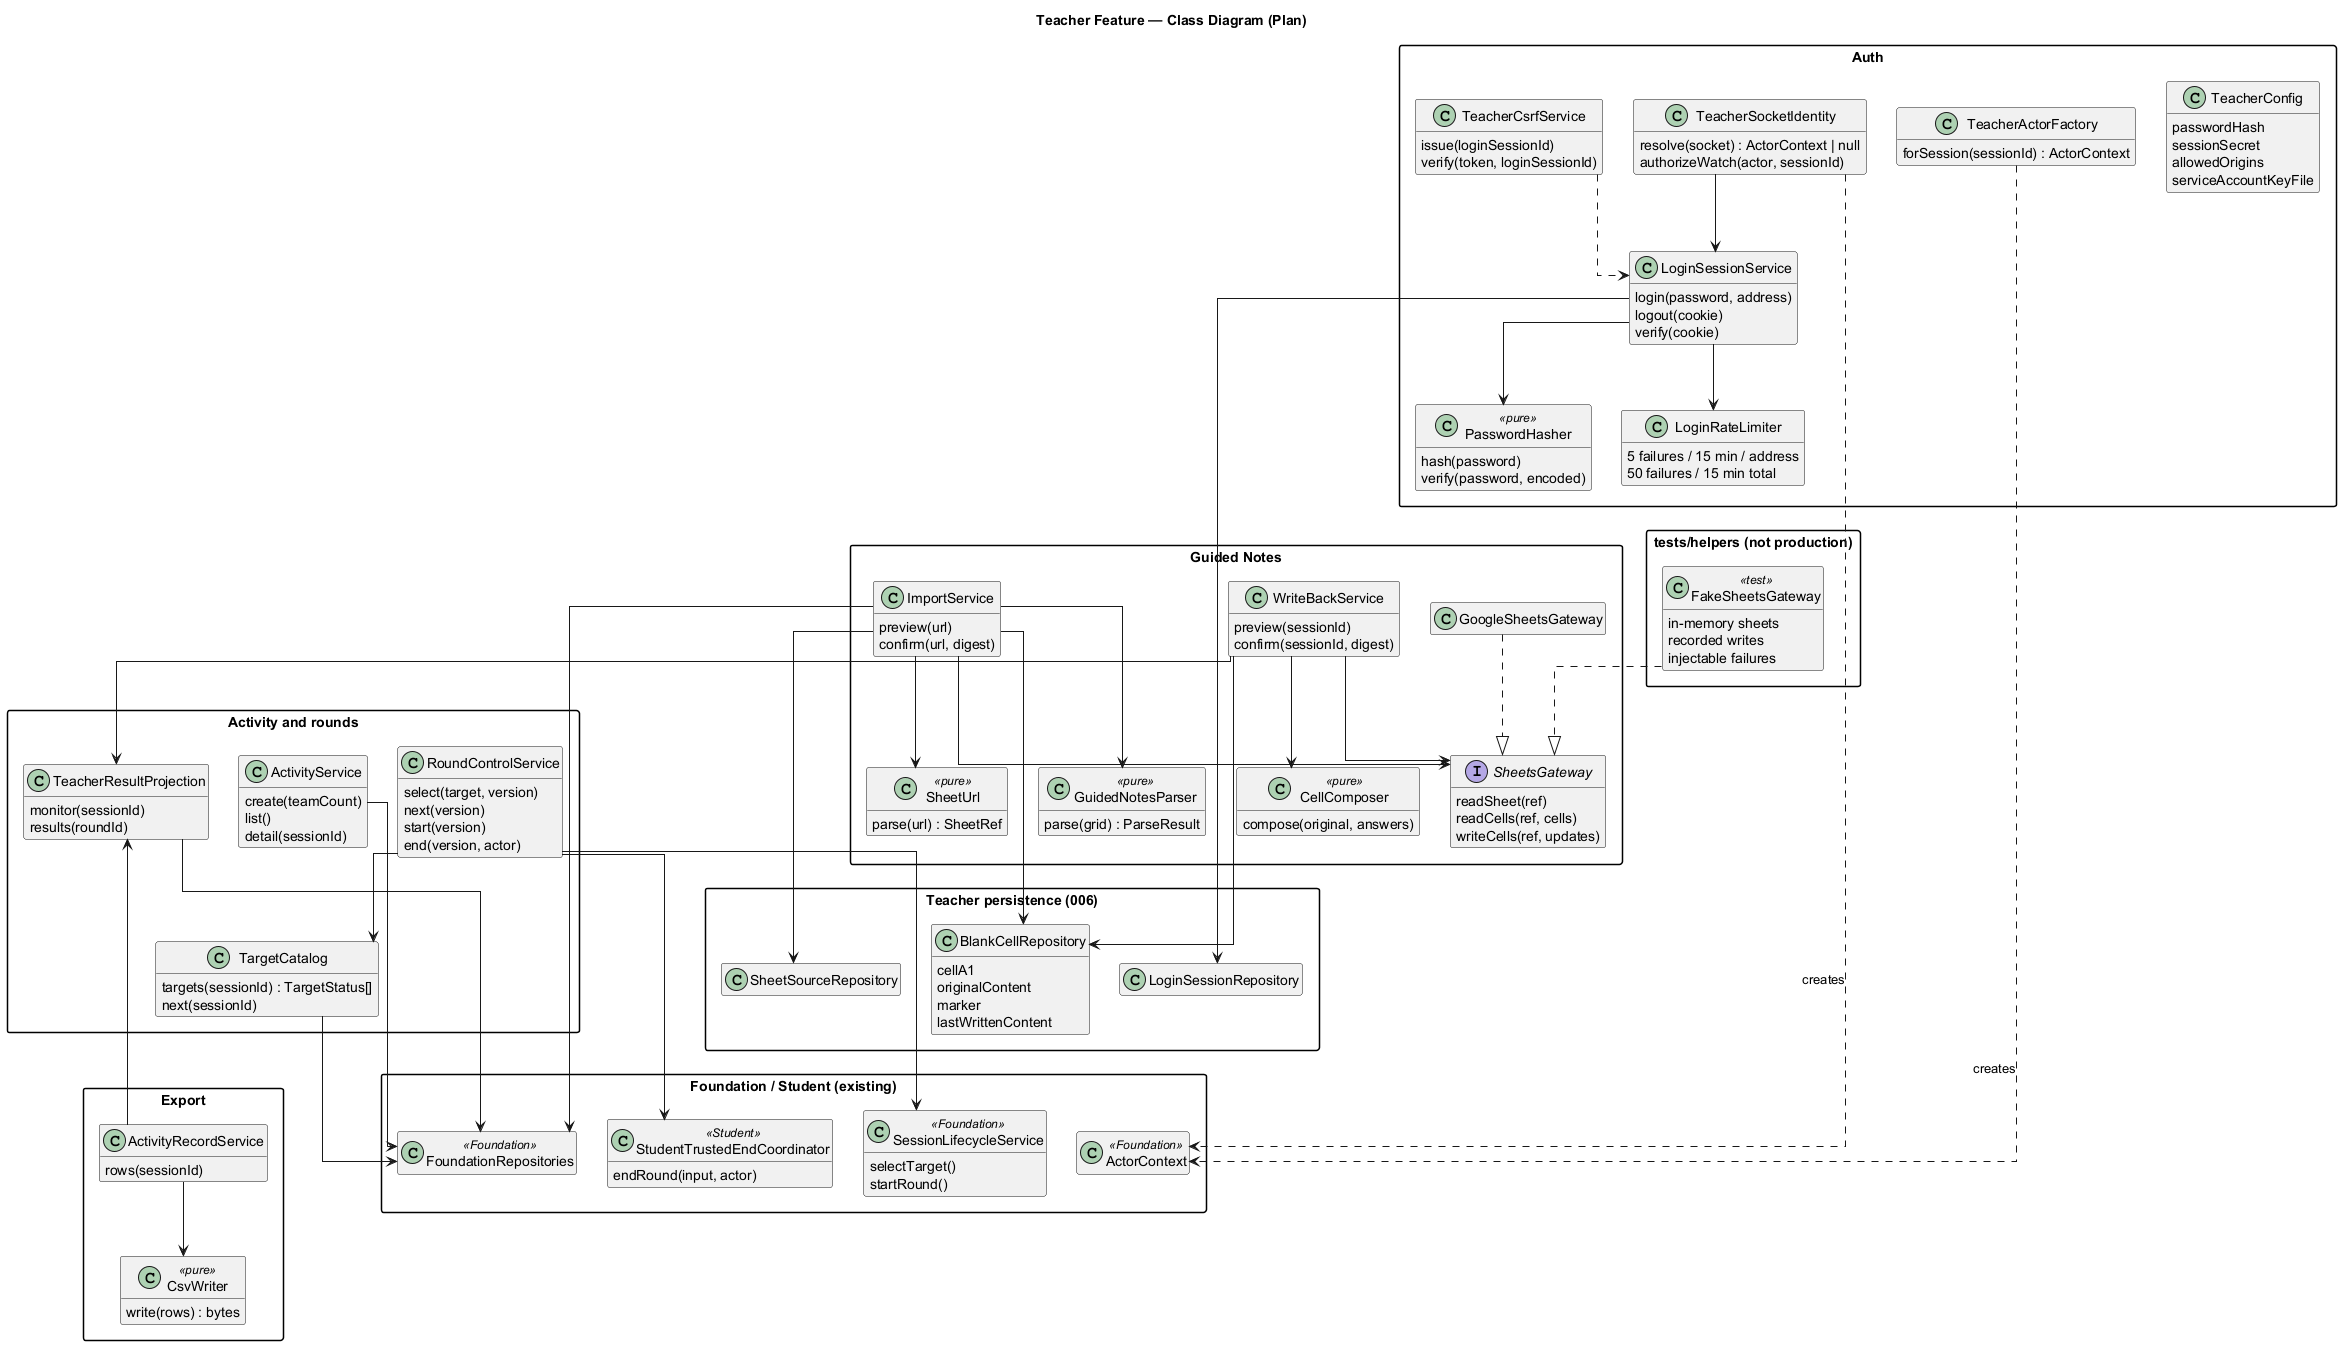 Teacher Feature — Class Diagram (Plan)
Auth
TeacherCsrfService
issue(loginSessionId)
verify(token, loginSessionId)
TeacherSocketIdentity
resolve(socket) : ActorContext | null
authorizeWatch(actor, sessionId)
TeacherActorFactory
forSession(sessionId) : ActorContext
TeacherConfig
passwordHash
sessionSecret
allowedOrigins
serviceAccountKeyFile
LoginSessionService
login(password, address)
logout(cookie)
verify(cookie)
«pure»
PasswordHasher
hash(password)
verify(password, encoded)
LoginRateLimiter
5 failures / 15 min / address
50 failures / 15 min total
Guided Notes
ImportService
preview(url)
confirm(url, digest)
WriteBackService
preview(sessionId)
confirm(sessionId, digest)
GoogleSheetsGateway
tests/helpers (not production)
«test»
FakeSheetsGateway
in-memory sheets
recorded writes
injectable failures
«pure»
SheetUrl
parse(url) : SheetRef
«pure»
GuidedNotesParser
parse(grid) : ParseResult
«pure»
CellComposer
compose(original, answers)
SheetsGateway
readSheet(ref)
readCells(ref, cells)
writeCells(ref, updates)
Activity and rounds
TeacherResultProjection
monitor(sessionId)
results(roundId)
ActivityService
create(teamCount)
list()
detail(sessionId)
RoundControlService
select(target, version)
next(version)
start(version)
end(version, actor)
TargetCatalog
targets(sessionId) : TargetStatus[]
next(sessionId)
Teacher persistence (006)
SheetSourceRepository
BlankCellRepository
cellA1
originalContent
marker
lastWrittenContent
LoginSessionRepository
creates
creates
Export
ActivityRecordService
rows(sessionId)
«pure»
CsvWriter
write(rows) : bytes
Foundation / Student (existing)
«Foundation»
FoundationRepositories
«Student»
StudentTrustedEndCoordinator
endRound(input, actor)
«Foundation»
SessionLifecycleService
selectTarget()
startRound()
«Foundation»
ActorContext